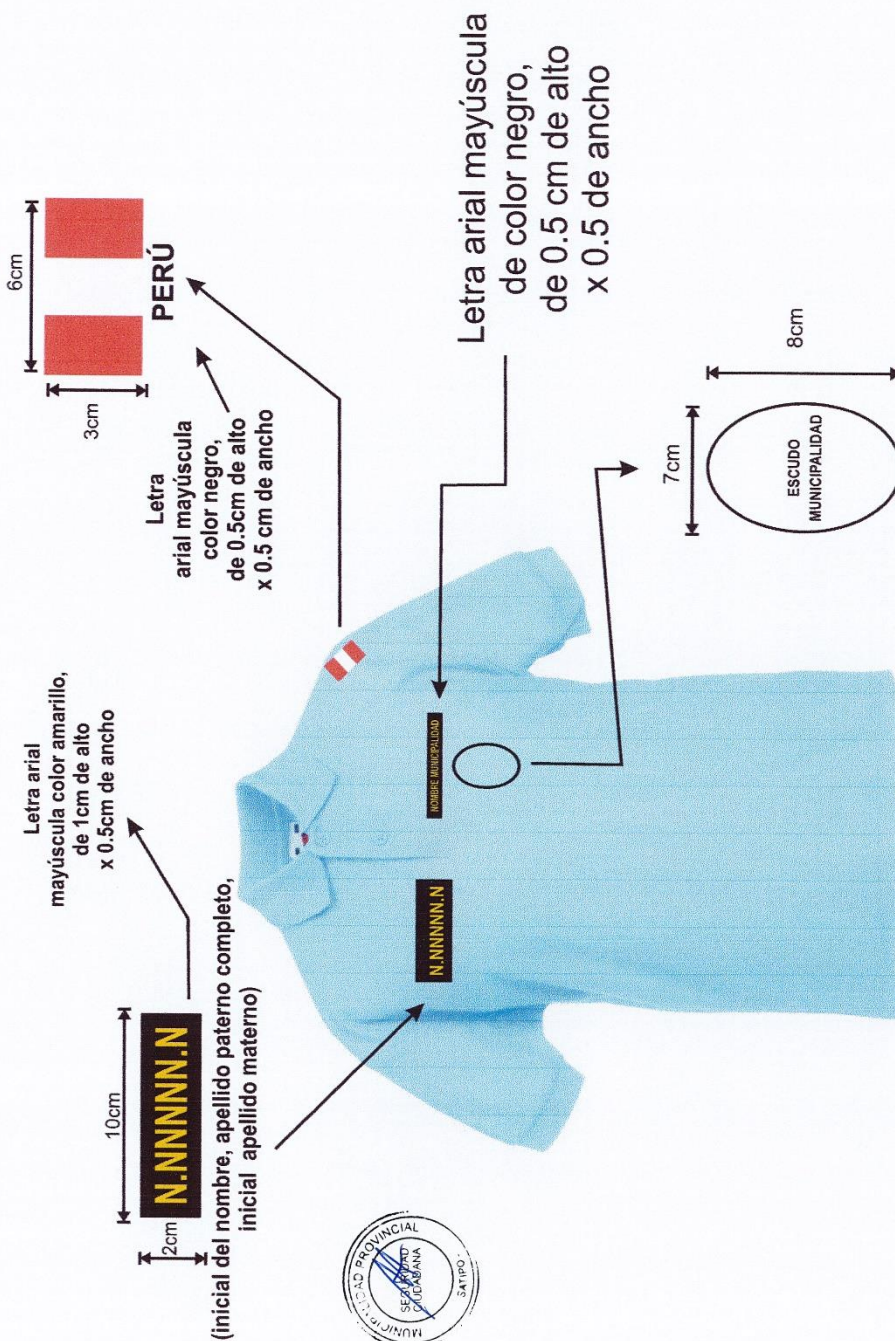 Letra arial
mayúscula color amarillo,
de 1cm de alto
x 0.5cm de ancho
10cm
2cm
N.NNNNN.N
(inicial del nombre, apellido paterno completo,
inicial apellido materno)
6cm
3cm
PERÚ
Letra
arial mayúscula
color negro,
de 0.5cm de alto
x 0.5 cm de ancho
Letra arial mayúscula
de color negro,
de 0.5 cm de alto
x 0.5 de ancho
N.NNNNN.N
NOMBRE MUNICIPALIDAD
7cm
8cm
ESCUDO
MUNICIPALIDAD
MUNICIPALIDAD PROVINCIAL
SEGURIDAD
CIUDADANA
SATIPO